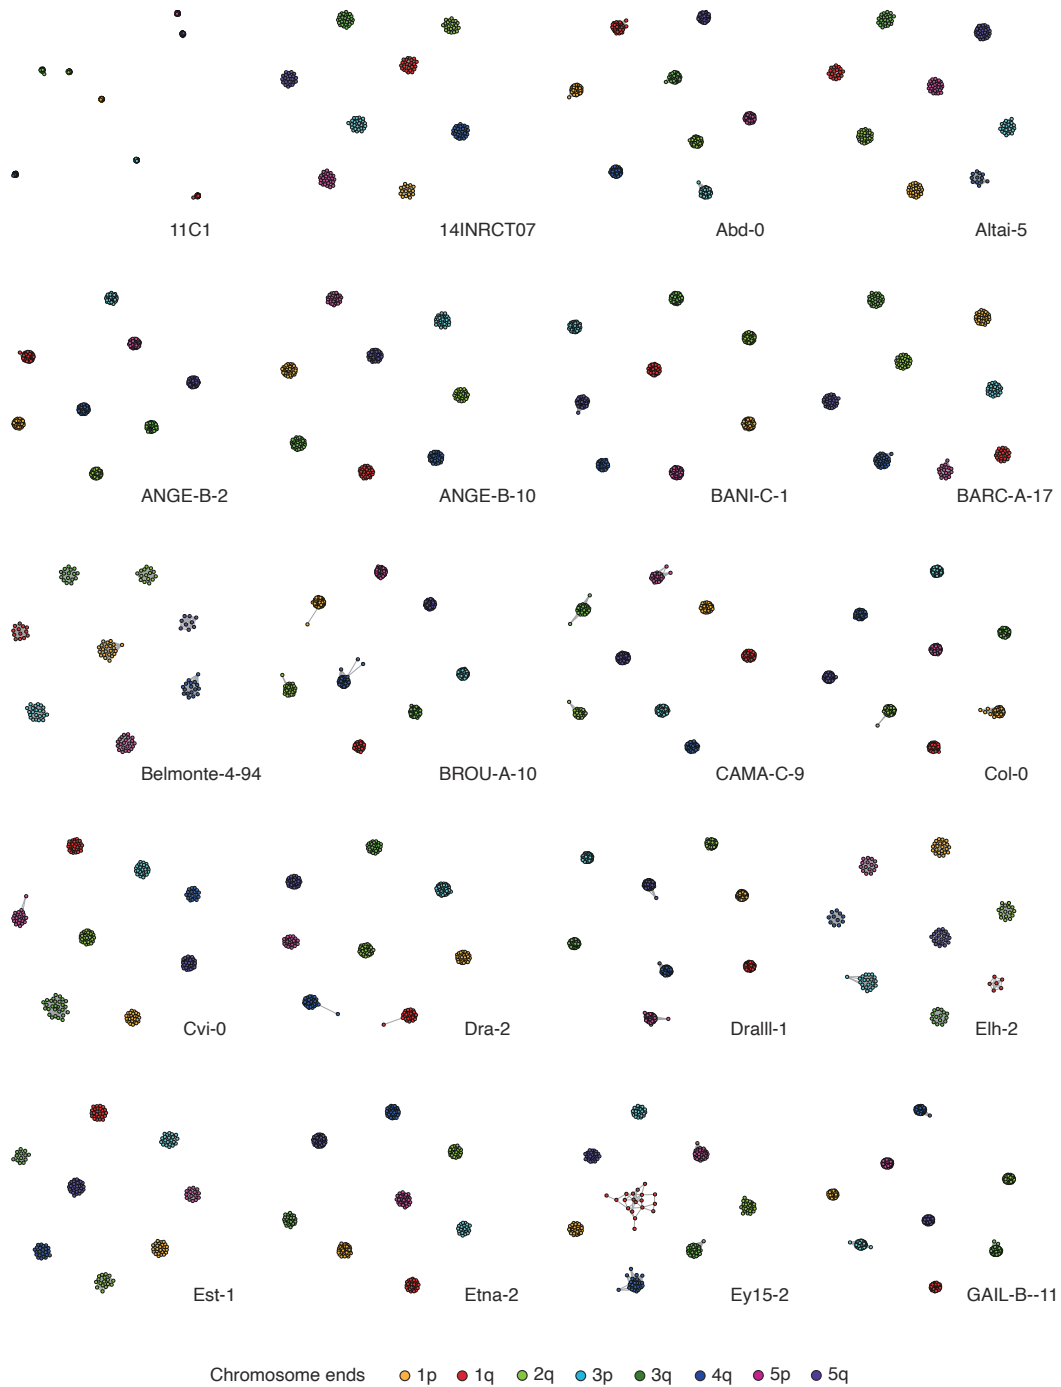 11C1 14INRCT07 Abd-0 Altai-5
ANGE-B-2 ANGE-B-10 BANI-C-1 BARC-A-17
Belmonte-4-94 BROU-A-10 CAMA-C-9 Col-0
Cvi-0 Dra-2 DraIII-1 Elh-2
Est-1 Etna-2 Ey15-2 GAIL-B--11
Chromosome ends 1p 1q 2q 3p 3q 4q 5p 5q